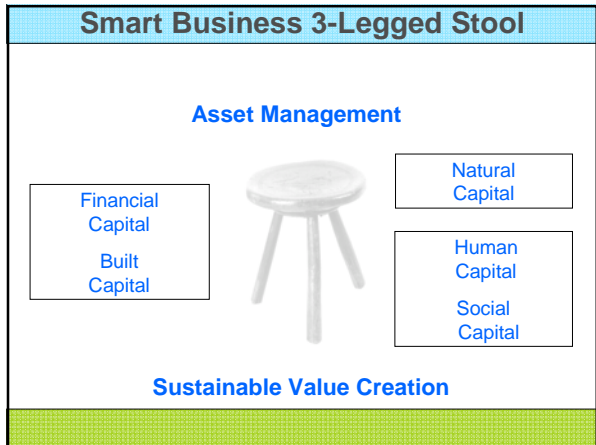 Smart Business 3-Legged Stool
Asset Management
Financial
Capital
Built
Capital
Natural
Capital
Human
Capital
Social
Capital
Sustainable Value Creation